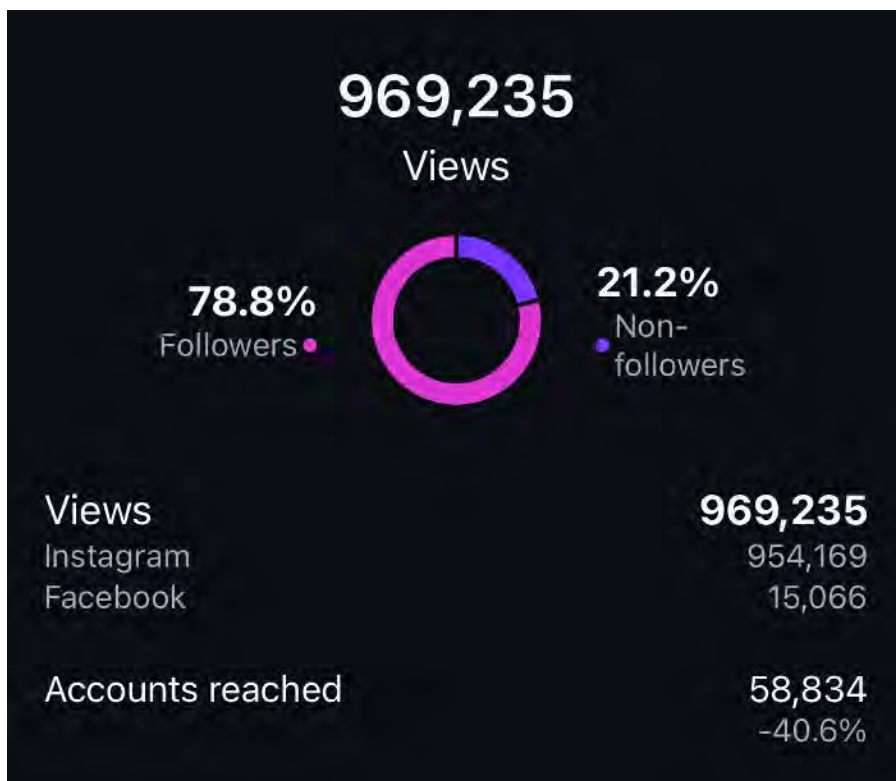 969,235
Views
78.8%
Followers
21.2%
Non-
followers
Views 969,235
Instagram 954,169
Facebook 15,066
Accounts reached 58,834
-40.6%